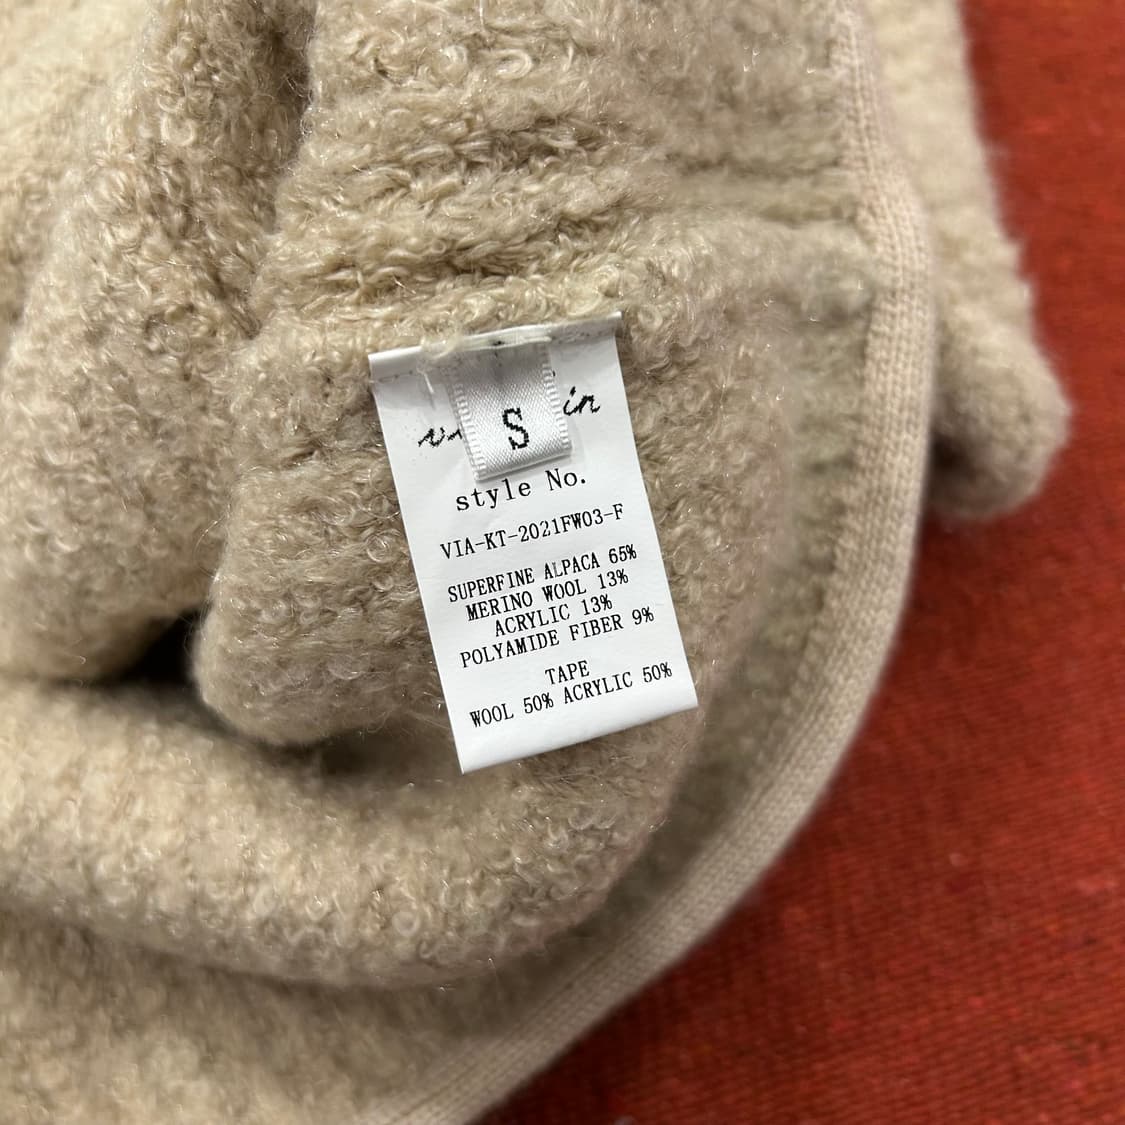 S
style No.
VIA-KT-2021FW03-F
SUPERFINE ALPACA 65%
MERINO WOOL 13%
ACRYLIC 13%
POLYAMIDE FIBER 9%
TAPE
WOOL 50% ACRYLIC 50%